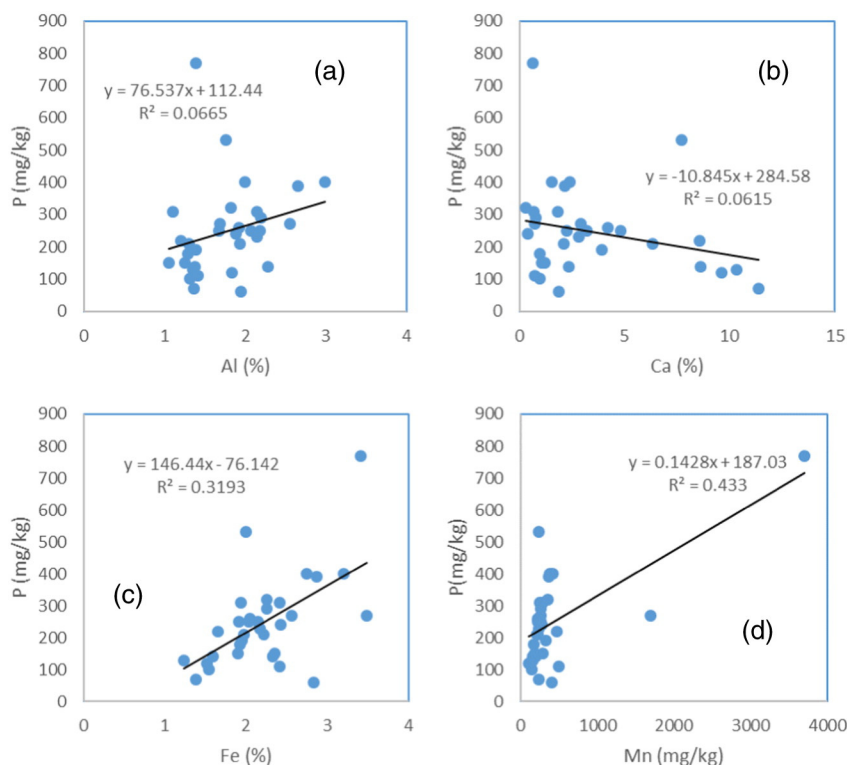 900
800
700
600
500
400
300
200
100
0
P (mg/kg)
(a)
y = 76.537x + 112.44
R² = 0.0665
0 1 2 3 4
Al (%)
900
800
700
600
500
400
300
200
100
0
P (mg/kg)
(b)
y = -10.845x + 284.58
R² = 0.0615
0 5 10 15
Ca (%)
900
800
700
600
500
400
300
200
100
0
P (mg/kg)
y = 146.44x - 76.142
R² = 0.3193
(c)
0 1 2 3 4
Fe (%)
900
800
700
600
500
400
300
200
100
0
P(mg/kg)
y = 0.1428x + 187.03
R² = 0.433
(d)
0 1000 2000 3000 4000
Mn (mg/kg)